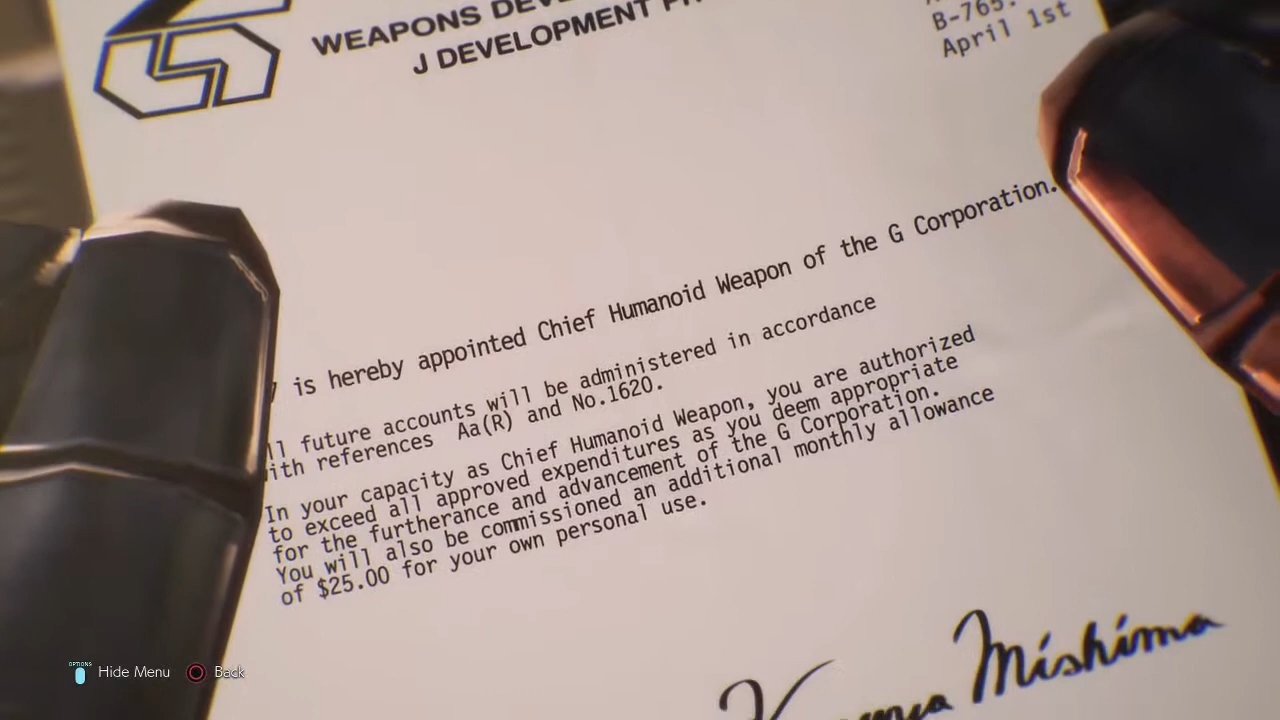 WEAPONS
J DEVELOPMENT
B-765.
April 1st
is hereby appointed Chief Humanoid Weapon of the G Corporation.
ll future accounts will be administered in accordance
ith references Aa(R) and No.1620.
In your capacity as Chief Humanoid Weapon, you are authorized
to exceed all approved expenditures as you deem appropriate
for the furtherance and advancement of the G Corporation.
You will also be commissioned an additional monthly allowance
of $25.00 for your own personal use.
Mishima
OPTIONS Hide Menu Back